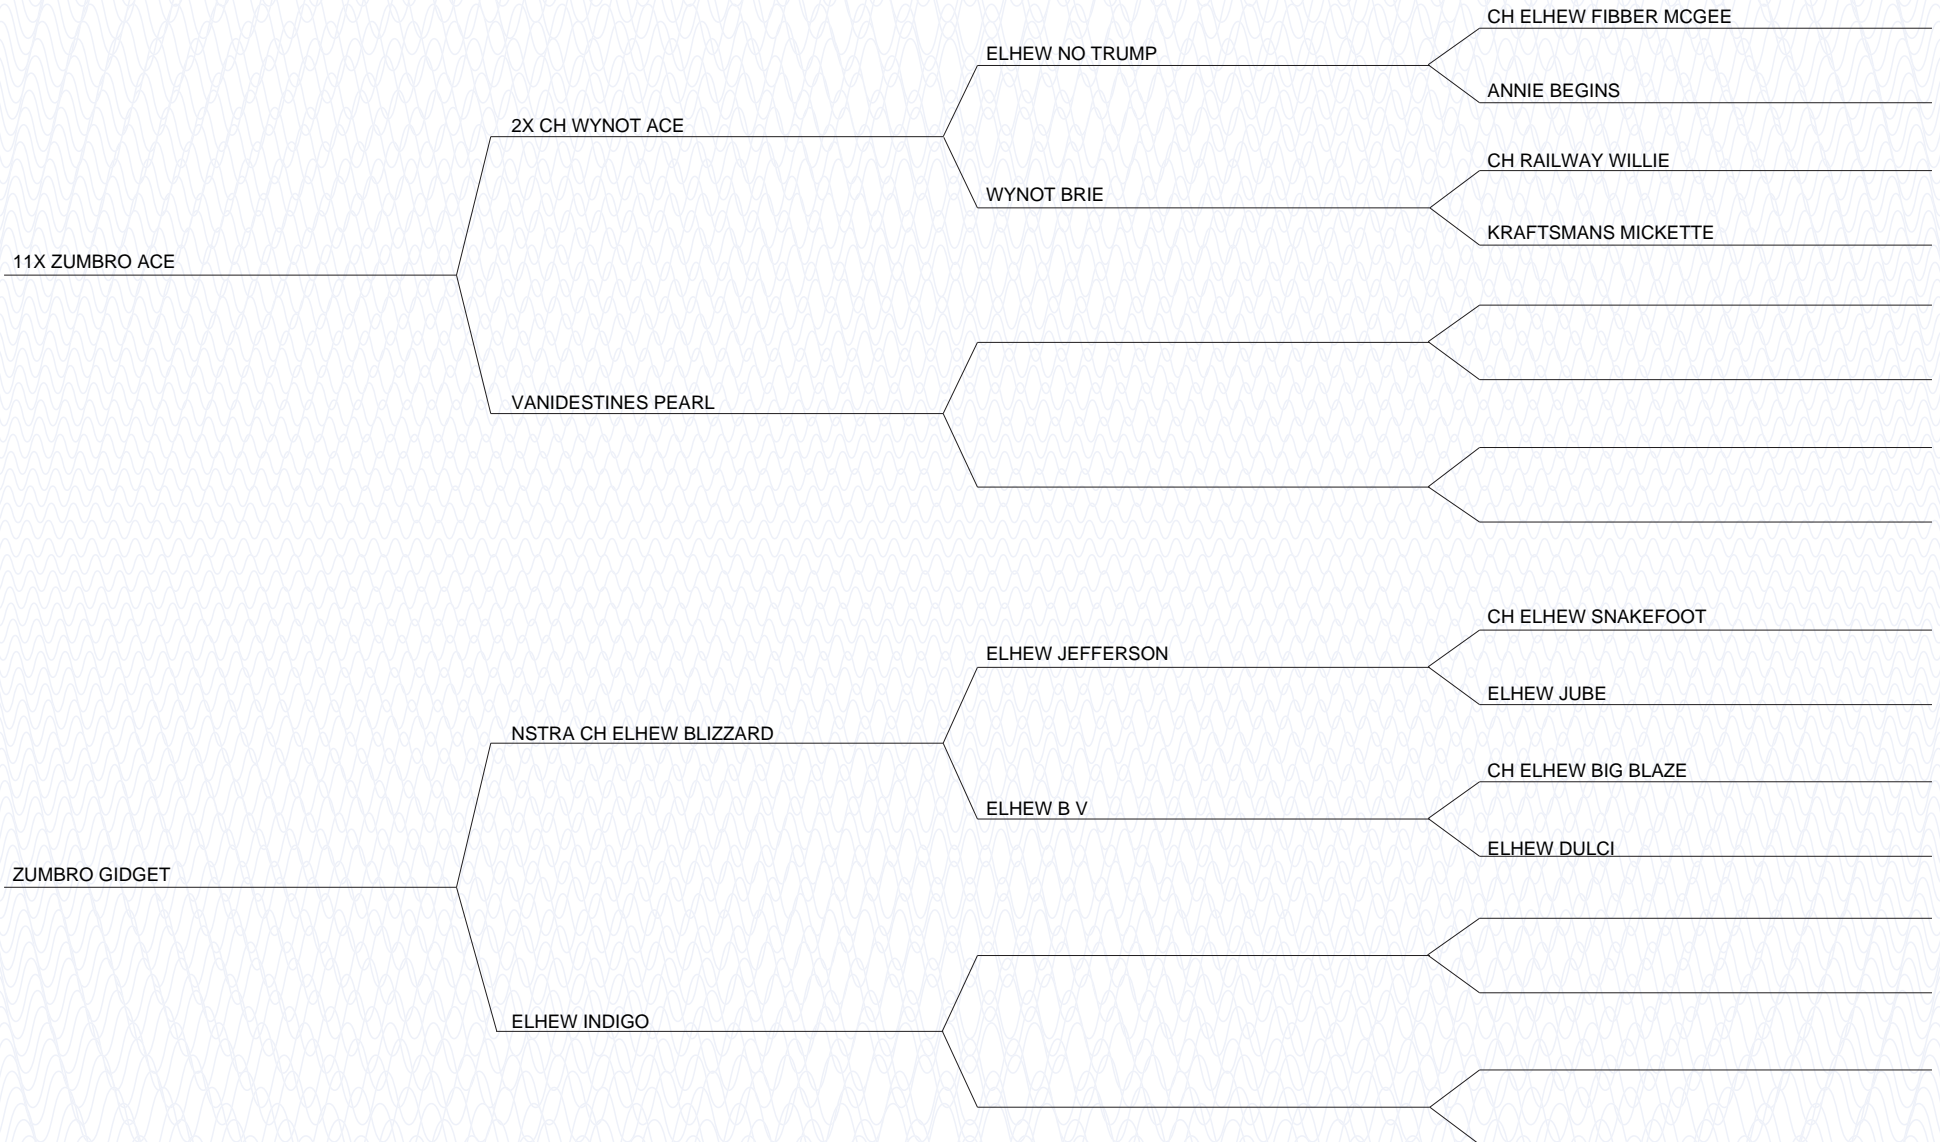 CH ELHEW FIBBER MCGEE
ELHEW NO TRUMP
ANNIE BEGINS
2X CH WYNOT ACE
CH RAILWAY WILLIE
WYNOT BRIE
KRAFTSMANS MICKETTE
11X ZUMBRO ACE
VANIDESTINES PEARL
CH ELHEW SNAKEFOOT
ELHEW JEFFERSON
ELHEW JUBE
NSTRA CH ELHEW BLIZZARD
CH ELHEW BIG BLAZE
ELHEW B V
ELHEW DULCI
ZUMBRO GIDGET
ELHEW INDIGO